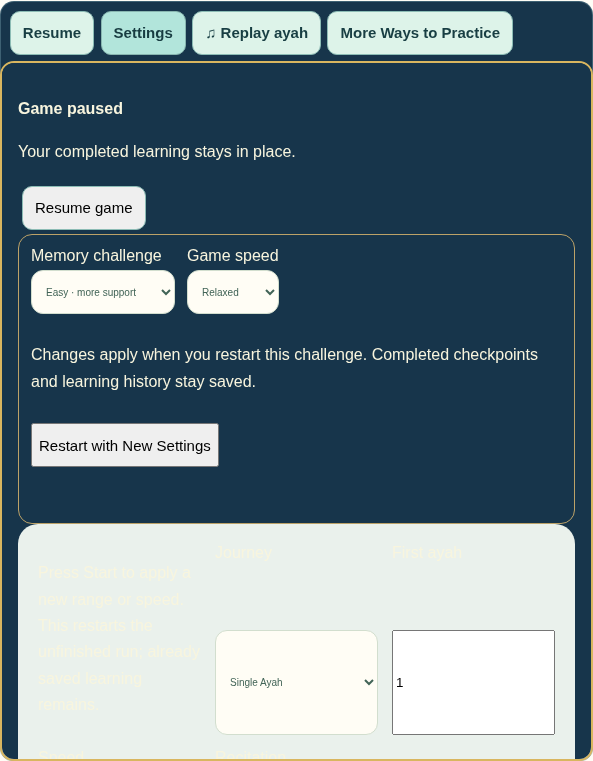 Resume Settings ♫ Replay ayah More Ways to Practice
Game paused
Your completed learning stays in place.
Resume game
Memory challenge Game speed
Easy · more support Relaxed
Changes apply when you restart this challenge. Completed checkpoints
and learning history stay saved.
Restart with New Settings
Journey First ayah
Press Start to apply a
new range or speed.
This restarts the
unfinished run; already
saved learning
remains.
Single Ayah 1